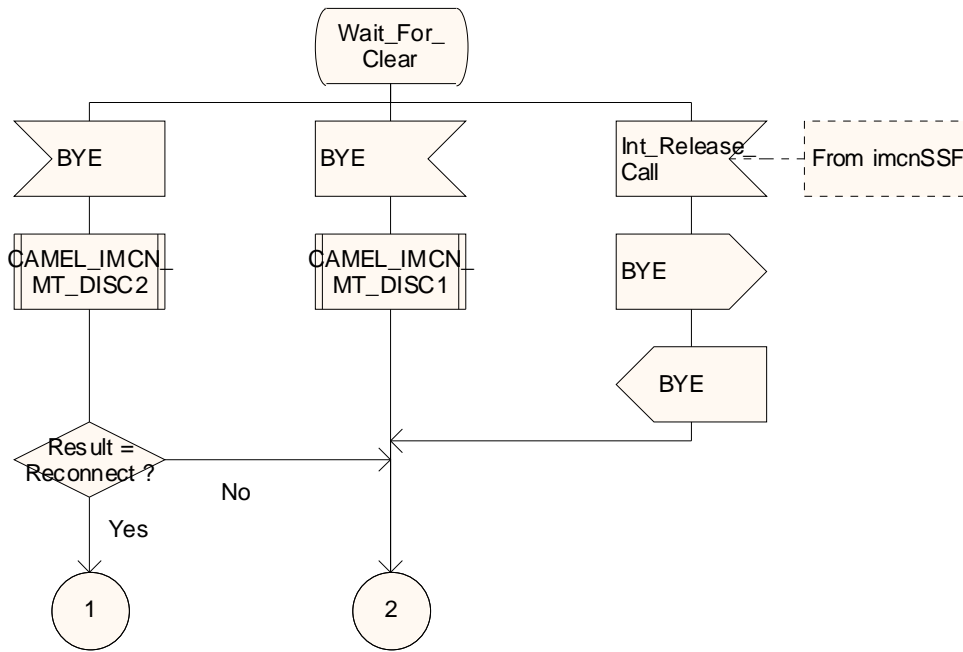 Wait_For_
Clear
BYE
BYE
Int_Release_
Call
From imcnSSF
CAMEL_IMCN_
MT_DISC2
CAMEL_IMCN_
MT_DISC1
BYE
BYE
Result =
Reconnect ?
No
Yes
1
2